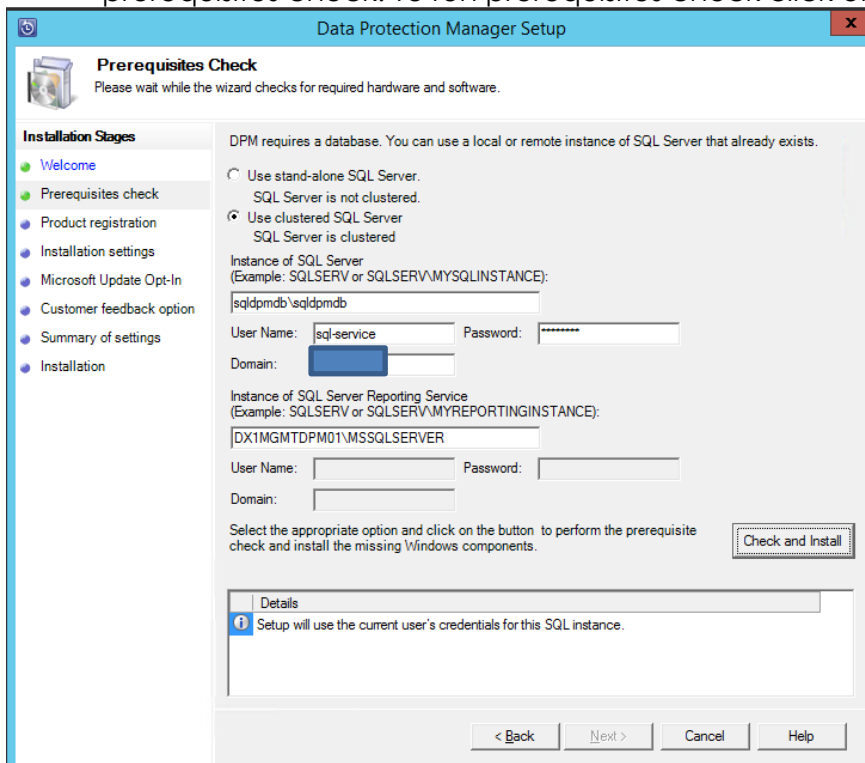 Data Protection Manager Setup
x
Prerequisites Check
Please wait while the wizard checks for required hardware and software.
Installation Stages
Welcome
Prerequisites check
Product registration
Installation settings
Microsoft Update Opt-In
Customer feedback option
Summary of settings
Installation
DPM requires a database. You can use a local or remote instance of SQL Server that already exists.
Use stand-alone SQL Server.
SQL Server is not clustered.
Use clustered SQL Server
SQL Server is clustered
Instance of SQL Server
(Example: SQLSERV or SQLSERV\MYSQLINSTANCE):
sqldpmdb\sqldpmdb
User Name: sql-service Password: ********
Domain:
Instance of SQL Server Reporting Service
(Example: SQLSERV or SQLSERV\MYREPORTINGINSTANCE):
DX1MGMTDPM01\MSSQLSERVER
User Name: Password:
Domain:
Select the appropriate option and click on the button to perform the prerequisite
check and install the missing Windows components.
Check and Install
Details
Setup will use the current user's credentials for this SQL instance.
< Back Next > Cancel Help